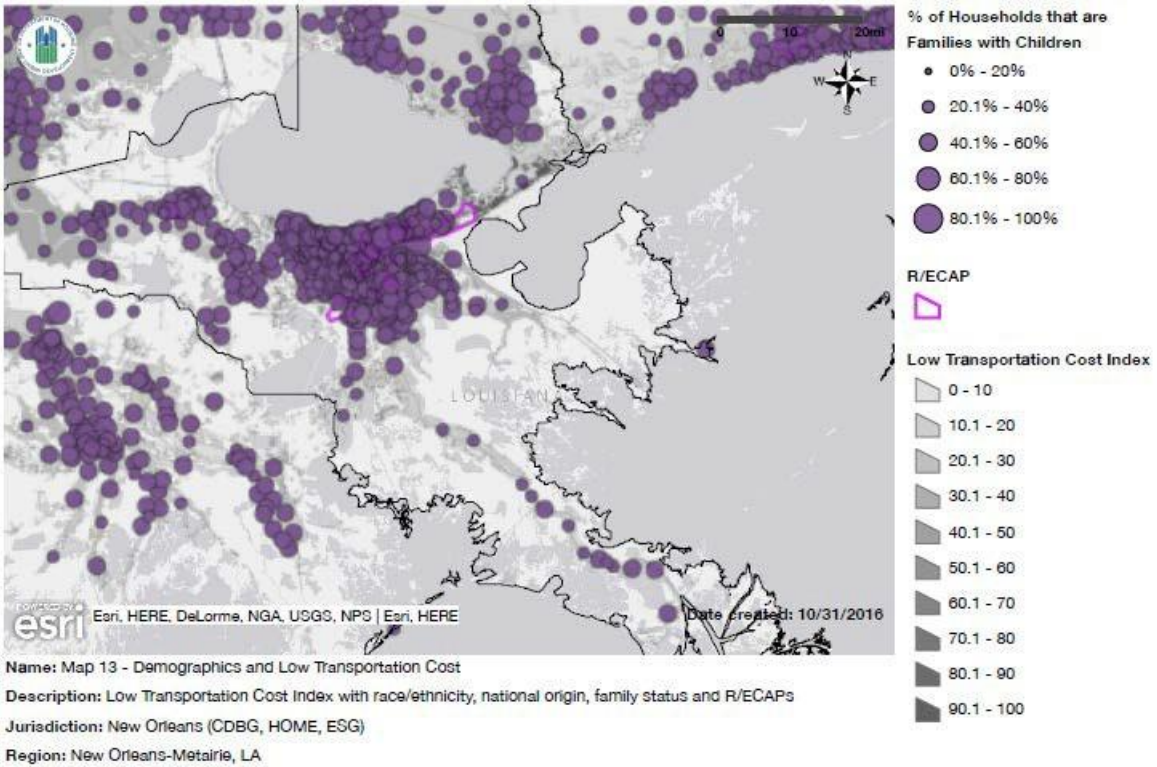 0 10 20mi
N
W E
S
LOUISIAN
POWERED BY
esri
Esri, HERE, DeLorme, NGA, USGS, NPS | Esri, HERE
Date created: 10/31/2016
Name: Map 13 - Demographics and Low Transportation Cost
Description: Low Transportation Cost Index with race/ethnicity, national origin, family status and R/ECAPs
Jurisdiction: New Orleans (CDBG, HOME, ESG)
Region: New Orleans-Metairie, LA
% of Households that are
Families with Children
0% - 20%
20.1% - 40%
40.1% - 60%
60.1% - 80%
80.1% - 100%
R/ECAP
Low Transportation Cost Index
0 - 10
10.1 - 20
20.1 - 30
30.1 - 40
40.1 - 50
50.1 - 60
60.1 - 70
70.1 - 80
80.1 - 90
90.1 - 100